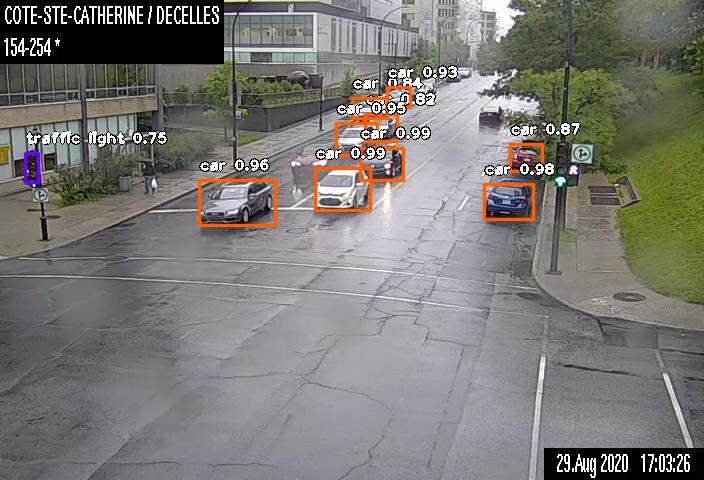 COTE-STE-CATHERINE / DECELLES
154-254 *
car 0.93
0.82
car 0.95
car 0.99
traffic light 0.75
car 0.99
car 0.96
car 0.87
car 0.98
29.Aug 2020 17:03:26